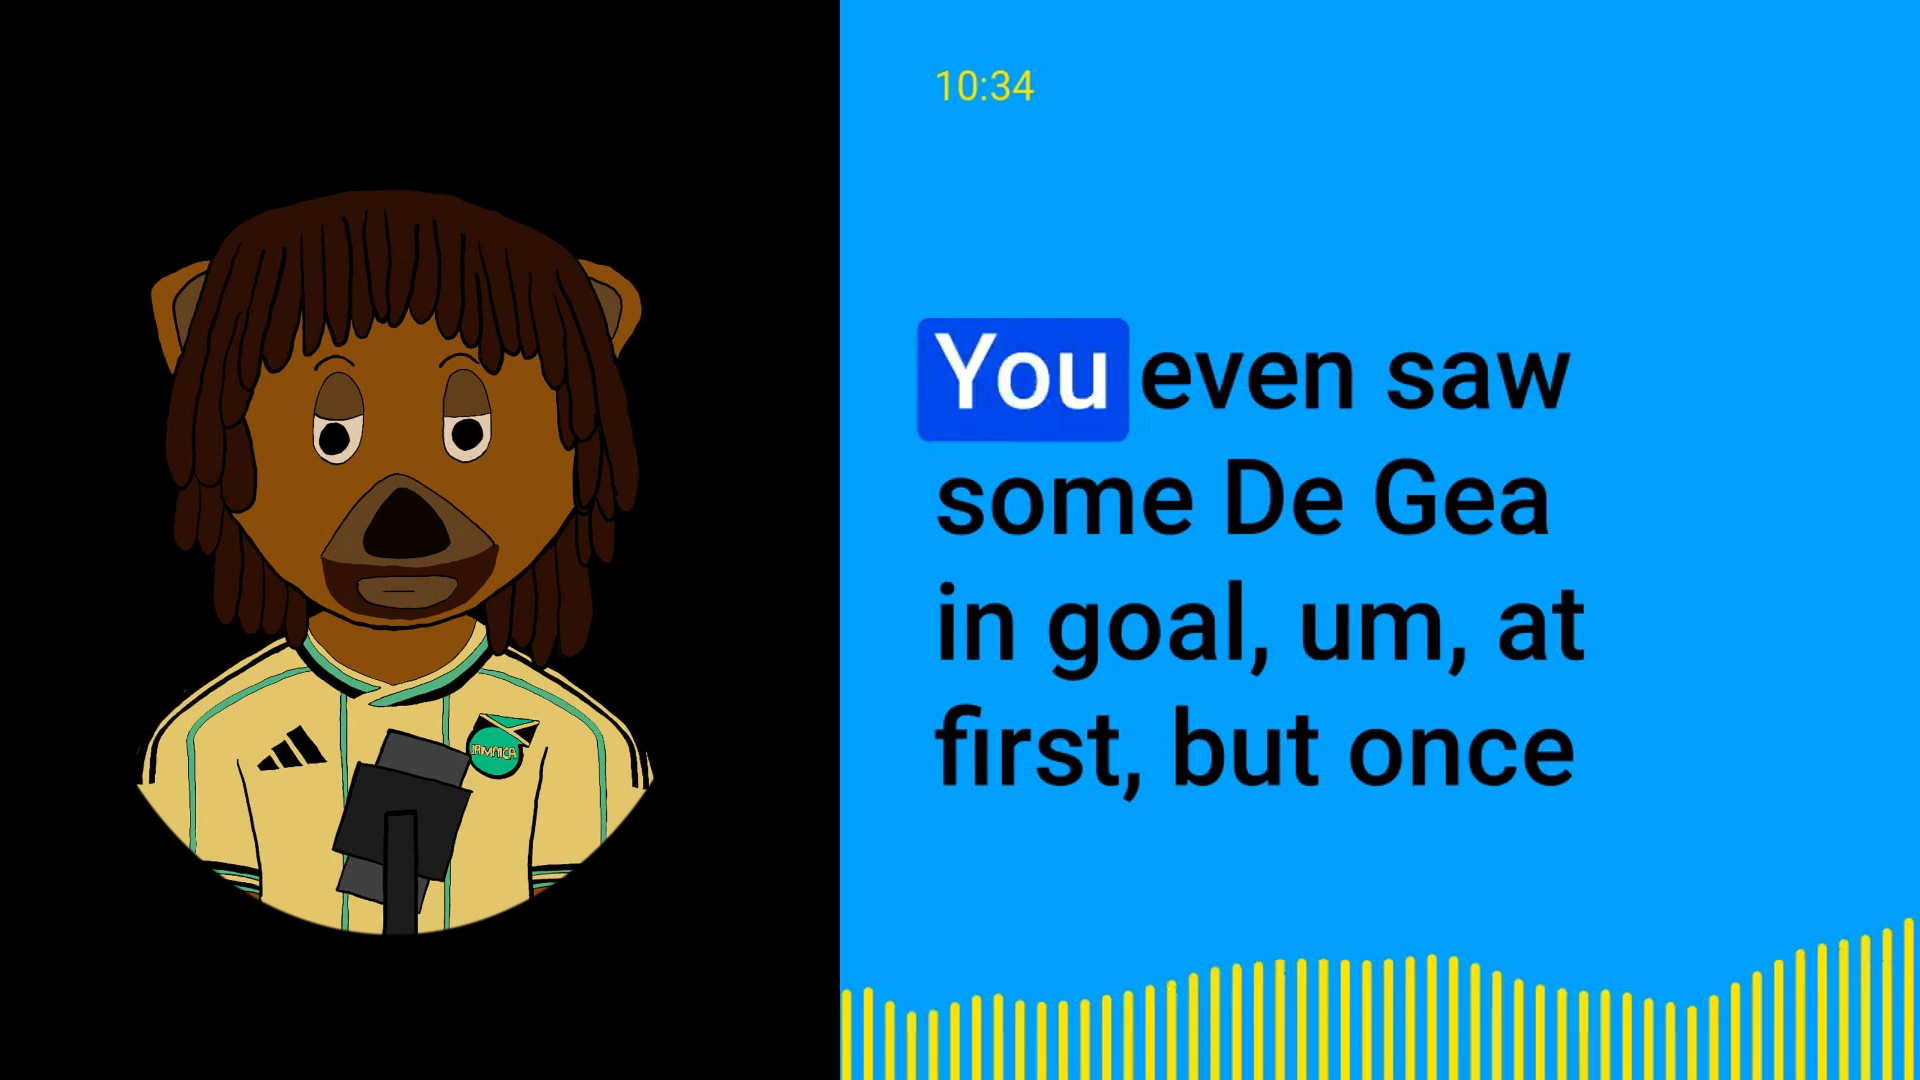 10:34
You even saw
some De Gea
in goal, um, at
first, but once
JAMAICA